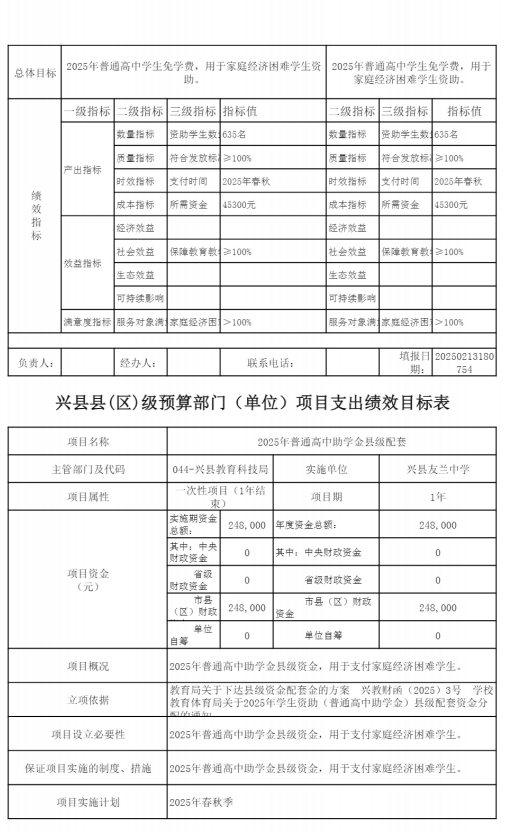 总体目标 2025年普通高中学生免学费，用于家庭经济困难学生资助。 2025年普通高中学生免学费，用于家庭经济困难学生资助。
绩效指标 一级指标 二级指标 三级指标 指标值 二级指标 三级指标 指标值
产出指标 数量指标 资助学生数 635名 数量指标 资助学生数 635名
质量指标 符合发放标 ≥100% 质量指标 符合发放标 ≥100%
时效指标 支付时间 2025年春秋 时效指标 支付时间 2025年春秋
成本指标 所需资金 45300元 成本指标 所需资金 45300元
效益指标 经济效益 经济效益
社会效益 保障教育教 ≥100% 社会效益 保障教育教 ≥100%
生态效益 生态效益
可持续影响 可持续影响
满意度指标 服务对象满 家庭经济困 >100% 服务对象满 家庭经济困 >100%
负责人： 经办人： 联系电话： 填报日期： 20250213180754
兴县县(区)级预算部门（单位）项目支出绩效目标表
项目名称 2025年普通高中助学金县级配套
主管部门及代码 044-兴县教育科技局 实施单位 兴县友兰中学
项目属性 一次性项目（1年结束） 项目期 1年
项目资金（元） 实施期资金总额： 248,000 年度资金总额： 248,000
其中：中央财政资金 0 其中：中央财政资金 0
省级财政资金 0 省级财政资金 0
市县（区）财政 248,000 市县（区）财政资金 248,000
单位自筹 0 单位自筹 0
项目概况 2025年普通高中助学金县级资金，用于支付家庭经济困难学生。
立项依据 教育局关于下达县级资金配套金的方案 兴教财函（2025）3号 学校
教育体育局关于2025年学生资助（普通高中助学金）县级配套资金分
配的通知
项目设立必要性 2025年普通高中助学金县级资金，用于支付家庭经济困难学生。
保证项目实施的制度、措施 2025年普通高中助学金县级资金，用于支付家庭经济困难学生。
项目实施计划 2025年春秋季